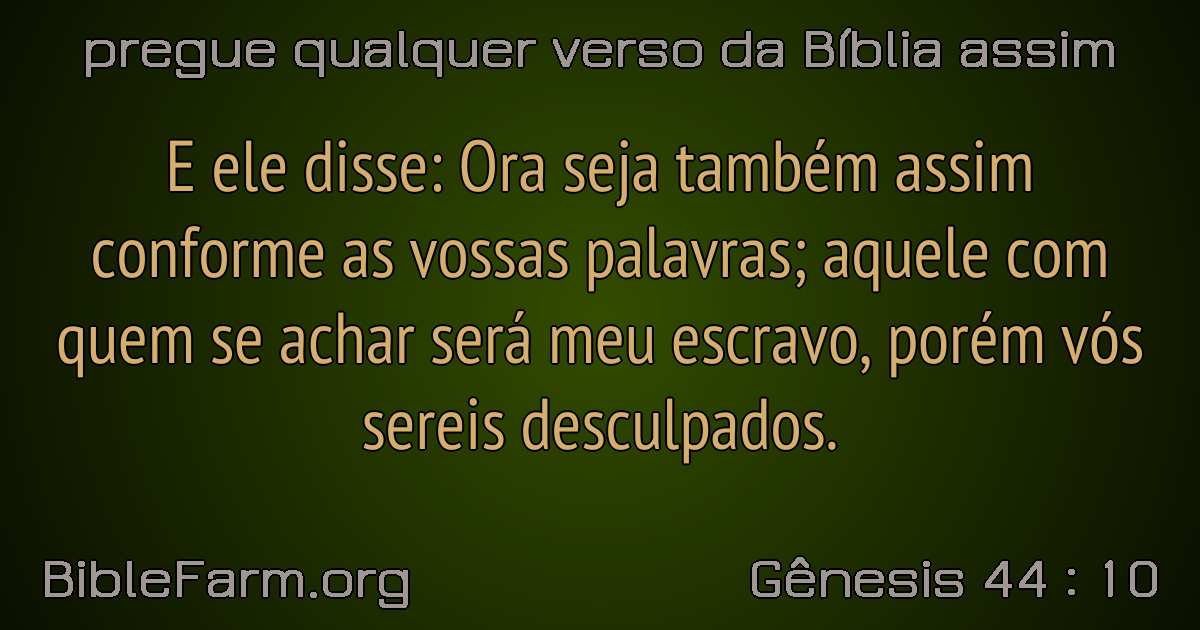 pregue qualquer verso da Bíblia assim
E ele disse: Ora seja também assim
conforme as vossas palavras; aquele com
quem se achar será meu escravo, porém vós
sereis desculpados.
BibleFarm.org
Gênesis 44 : 10